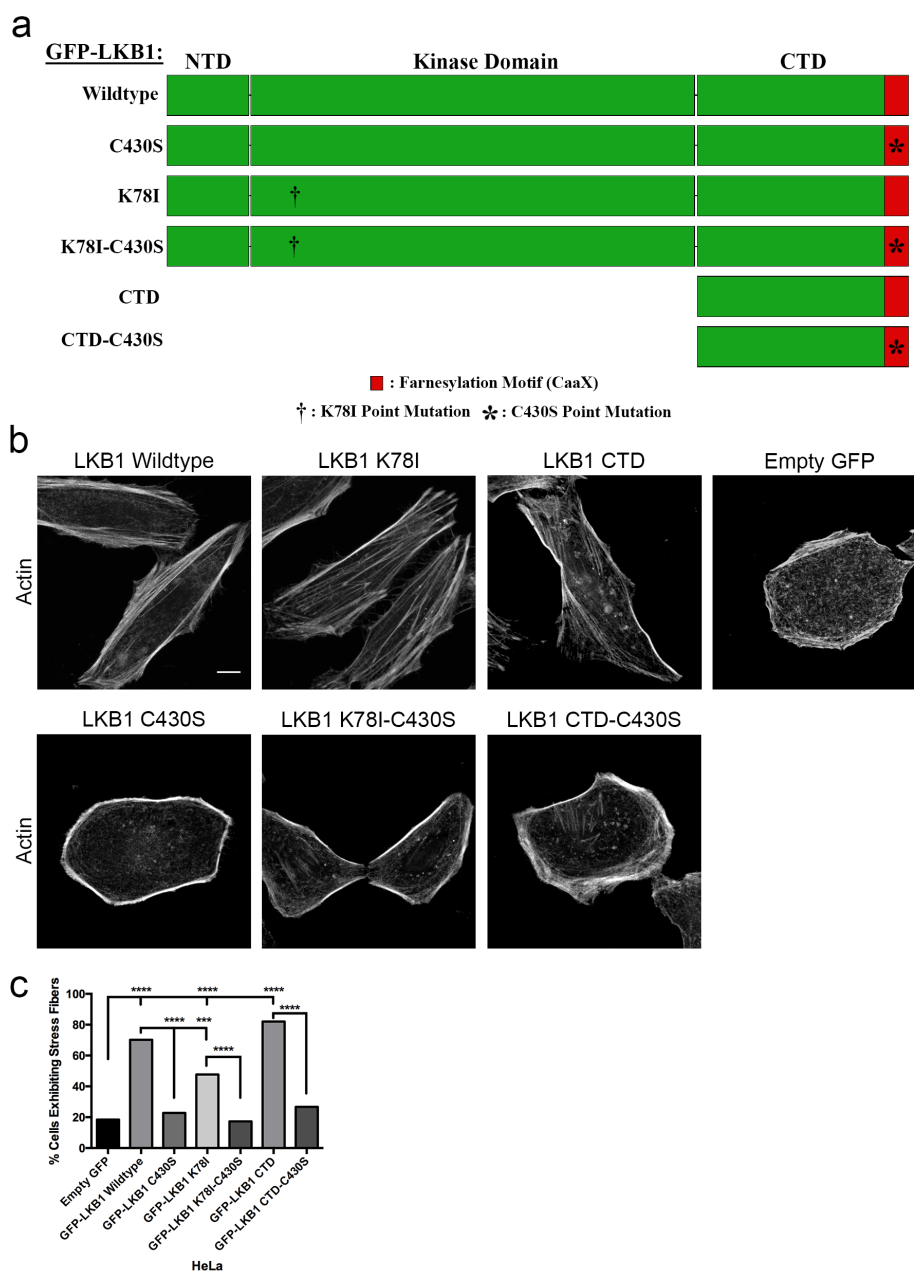 a
GFP-LKB1:
NTD Kinase Domain CTD
Wildtype
C430S
*
K78I
†
K78I-C430S
† *
CTD
CTD-C430S
*
: Farnesylation Motif (CaaX)
† : K78I Point Mutation * : C430S Point Mutation
b
LKB1 Wildtype LKB1 K78I LKB1 CTD Empty GFP
Actin
LKB1 C430S LKB1 K78I-C430S LKB1 CTD-C430S
Actin
c
% Cells Exhibiting Stress Fibers
100
80
60
40
20
0
**** **** ****
****
**** ***
****
Empty GFP
GFP-LKB1 Wildtype
GFP-LKB1 C430S
GFP-LKB1 K78I
GFP-LKB1 K78I-C430S
GFP-LKB1 CTD
GFP-LKB1 CTD-C430S
HeLa